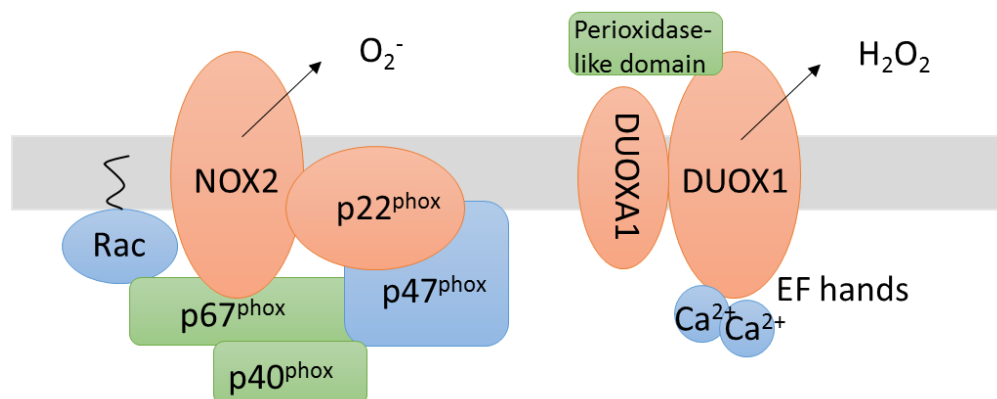 O₂⁻
NOX2
p22ᵖʰᵒˣ
Rac
p47ᵖʰᵒˣ
p67ᵖʰᵒˣ
p40ᵖʰᵒˣ
Perioxidase-
like domain
H₂O₂
DUOXA1
DUOX1
EF hands
Ca²⁺
Ca²⁺